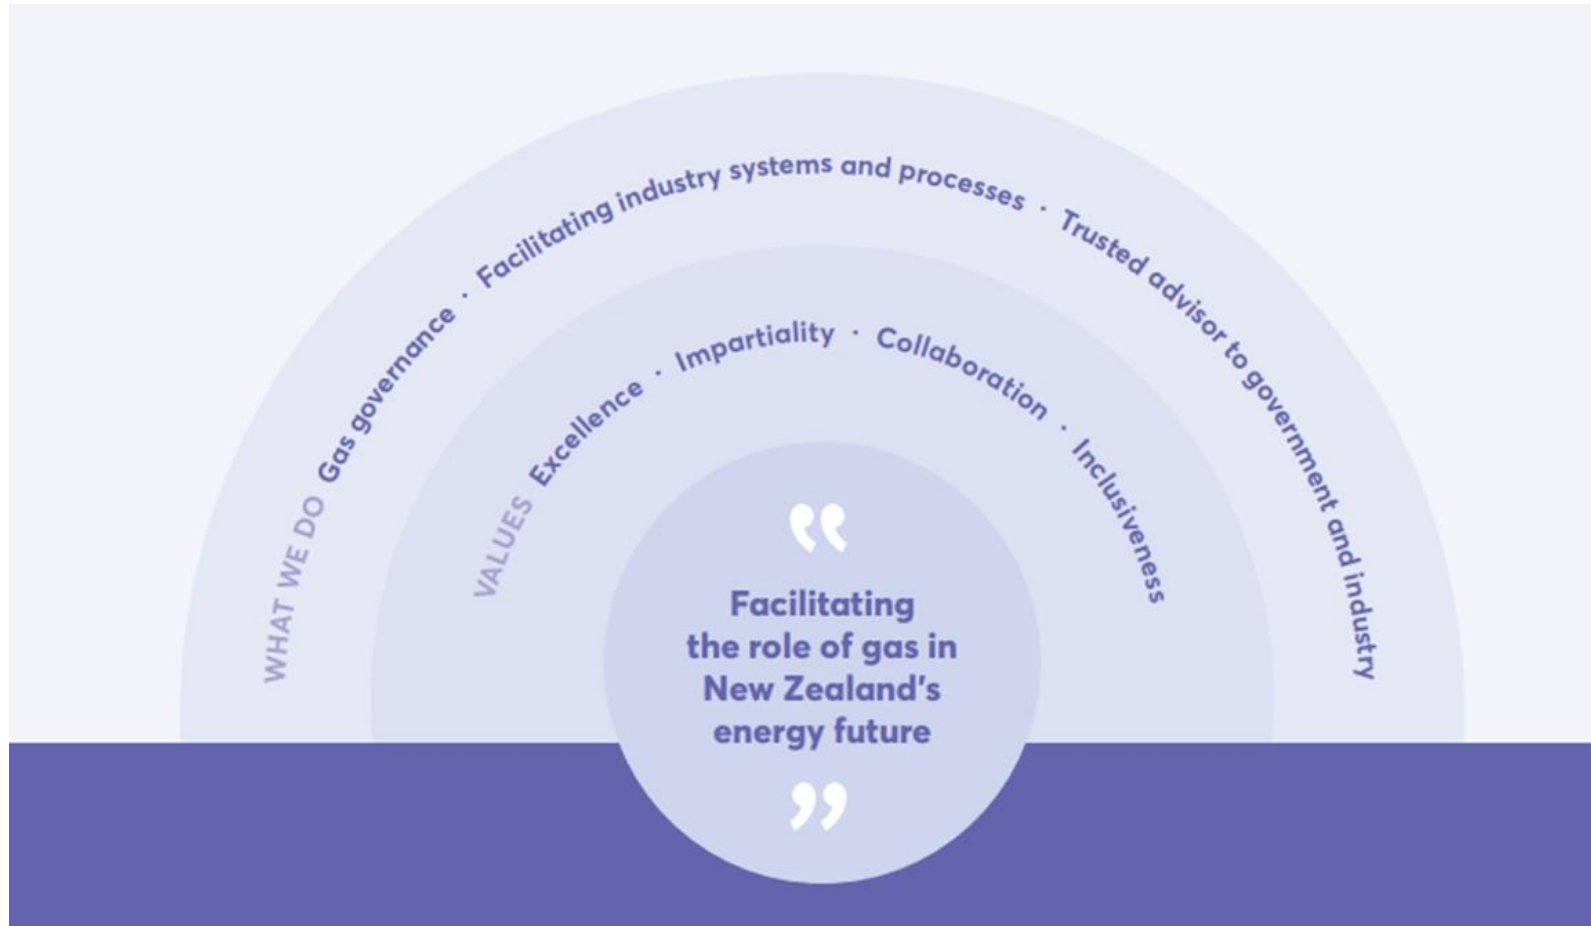 WHAT WE DO Gas governance · Facilitating industry systems and processes · Trusted advisor to government and industry
VALUES Excellence · Impartiality · Collaboration · Inclusiveness
“
Facilitating
the role of gas in
New Zealand’s
energy future
”